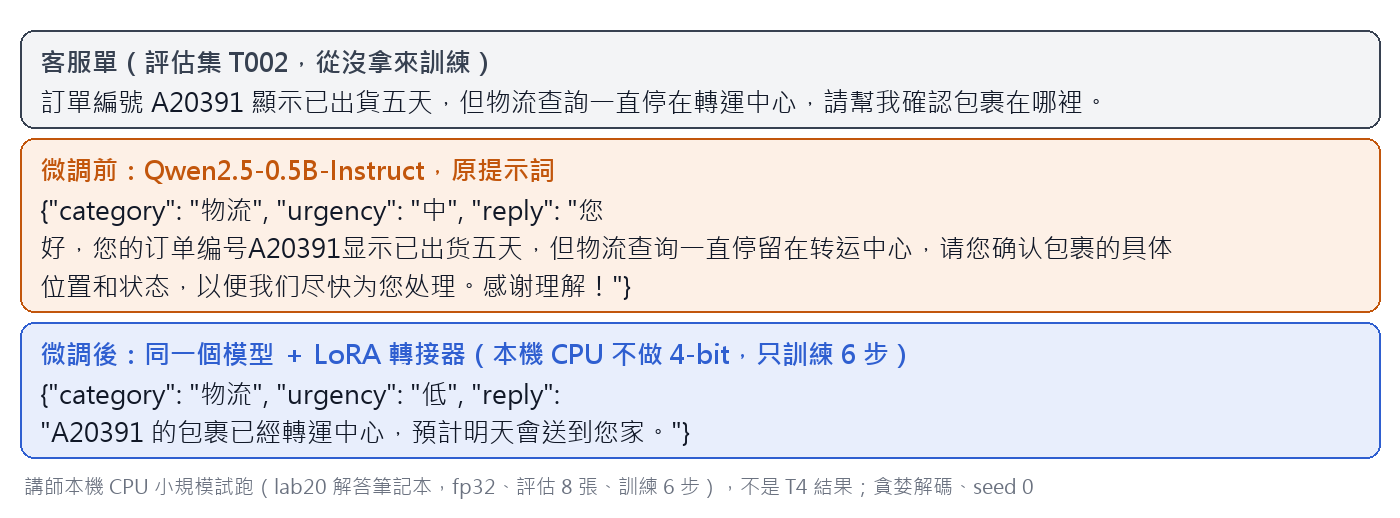 客服單（評估集 T002，從沒拿來訓練）
訂單編號 A20391 顯示已出貨五天，但物流查詢一直停在轉運中心，請幫我確認包裹在哪裡。
微調前：Qwen2.5-0.5B-Instruct，原提示詞
{"category": "物流", "urgency": "中", "reply": "您
好，您的订单编号A20391显示已出货五天，但物流查询一直停留在转运中心，请您确认包裹的具体
位置和状态，以便我们尽快为您处理。感谢理解！"}
微調後：同一個模型 + LoRA 轉接器（本機 CPU 不做 4-bit，只訓練 6 步）
{"category": "物流", "urgency": "低", "reply":
"A20391 的包裹已經轉運中心，預計明天會送到您家。"}
講師本機 CPU 小規模試跑（lab20 解答筆記本，fp32、評估 8 張、訓練 6 步），不是 T4 結果；貪婪解碼、seed 0